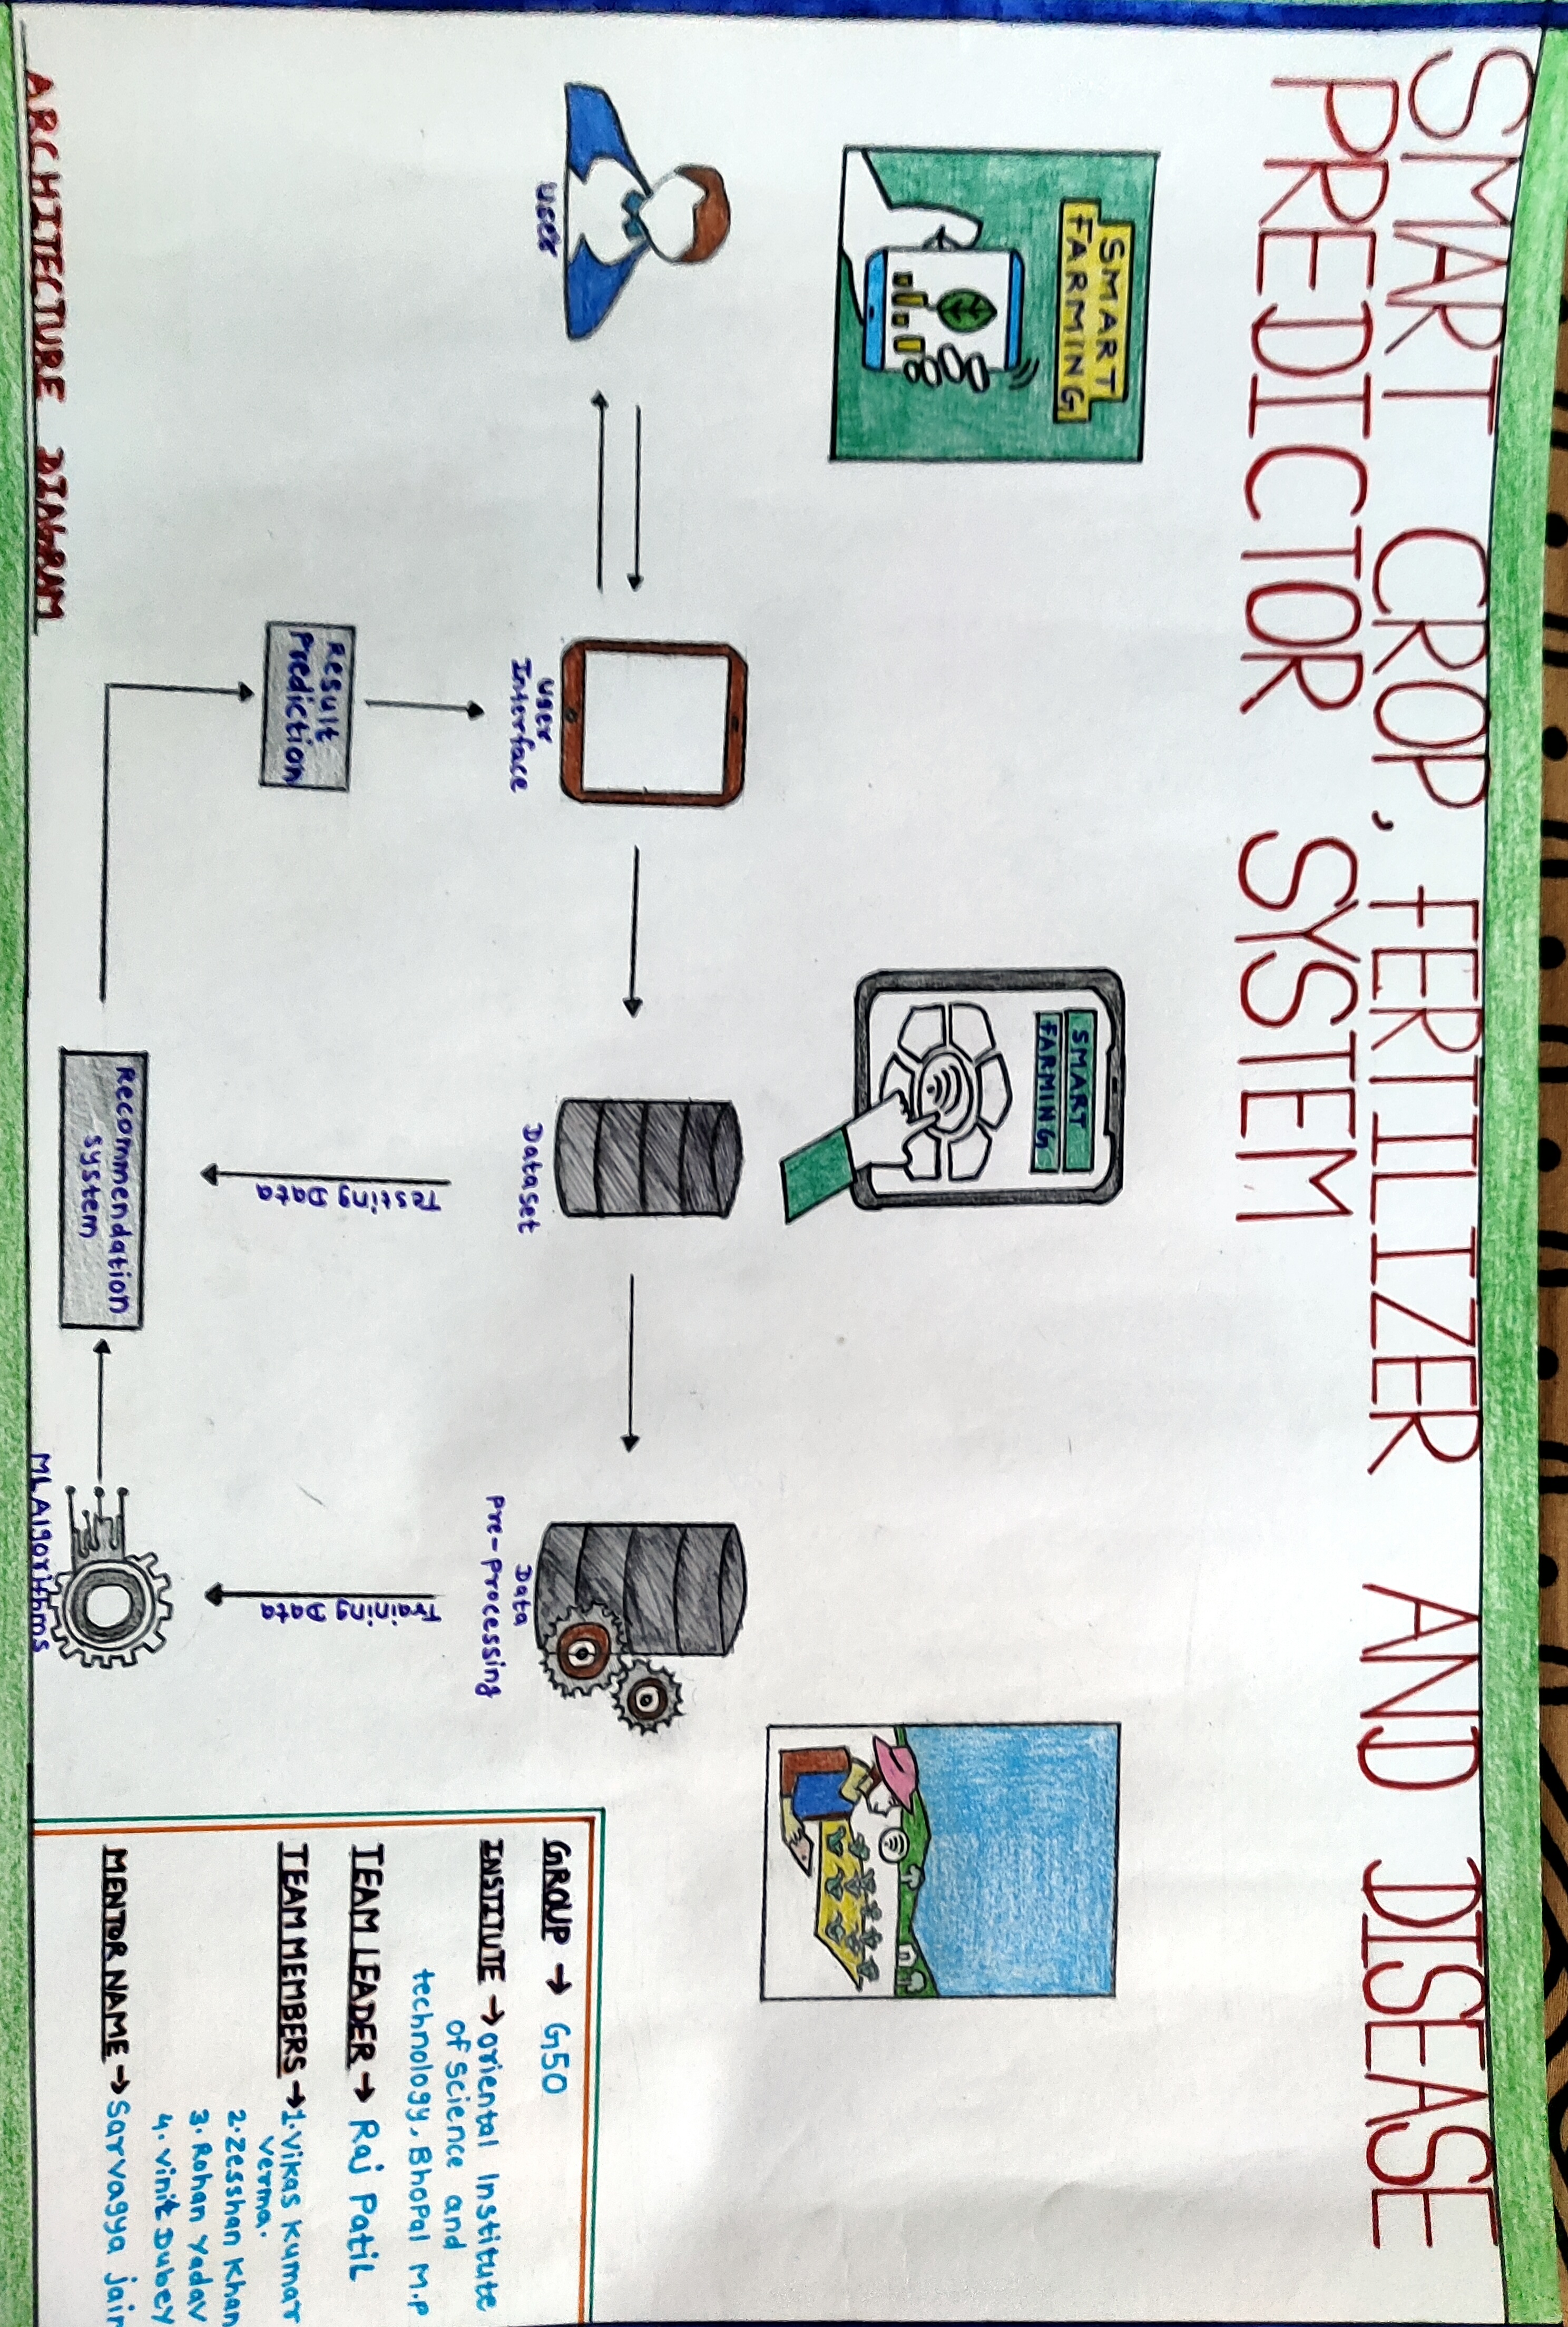 SMART CROP, FERTILIZER AND DISEASE
PREDICTOR SYSTEM
SMART
FARMING
SMART
FARMING
User
User
Interface
Dataset
Data
Pre-processing
Testing Data
Training Data
Result
Prediction
Recommendation
system
ML Algorithms
ARCHITECTURE DIAGRAM
GROUP → G50
INSTITUTE → Oriental Institute
of Science and
technology, BhoPal M.P
TEAM LEADER → Raj Patil
TEAM MEMBERS → 1. Vikas Kumar
Verma.
2. Zesshan Khan
3. Rohan Yadav
4. Vinit Dubey
MENTOR NAME → Sarvagya jain